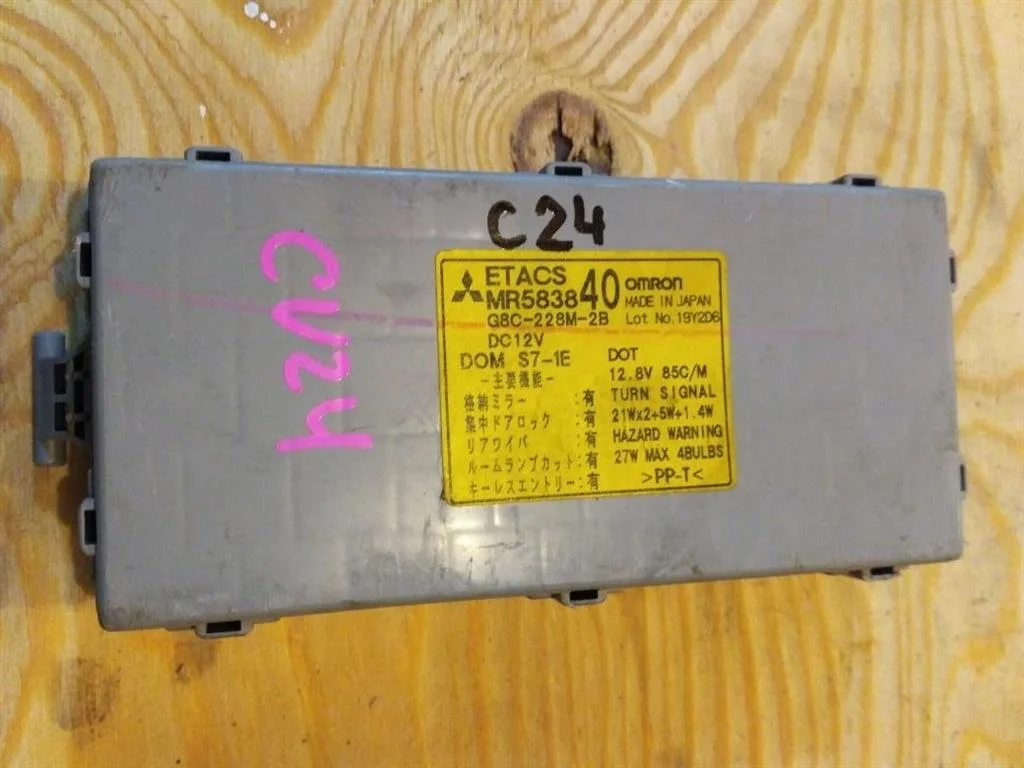 C24
CV24
ETACS
MR583840
omron
MADE IN JAPAN
G8C-228M-2B
Lot No.19Y2D6
DC12V
DOM S7-1E
DOT
12.8V 85C/M
-主要機能-
TURN SIGNAL
格納ミラー :有
21Wx2+5W+1.4W
集中ドアロック :有
HAZARD WARNING
リアワイパ :有
27W MAX 4BULBS
ルームランプカット:有
>PP-T<
キーレスエントリー:有